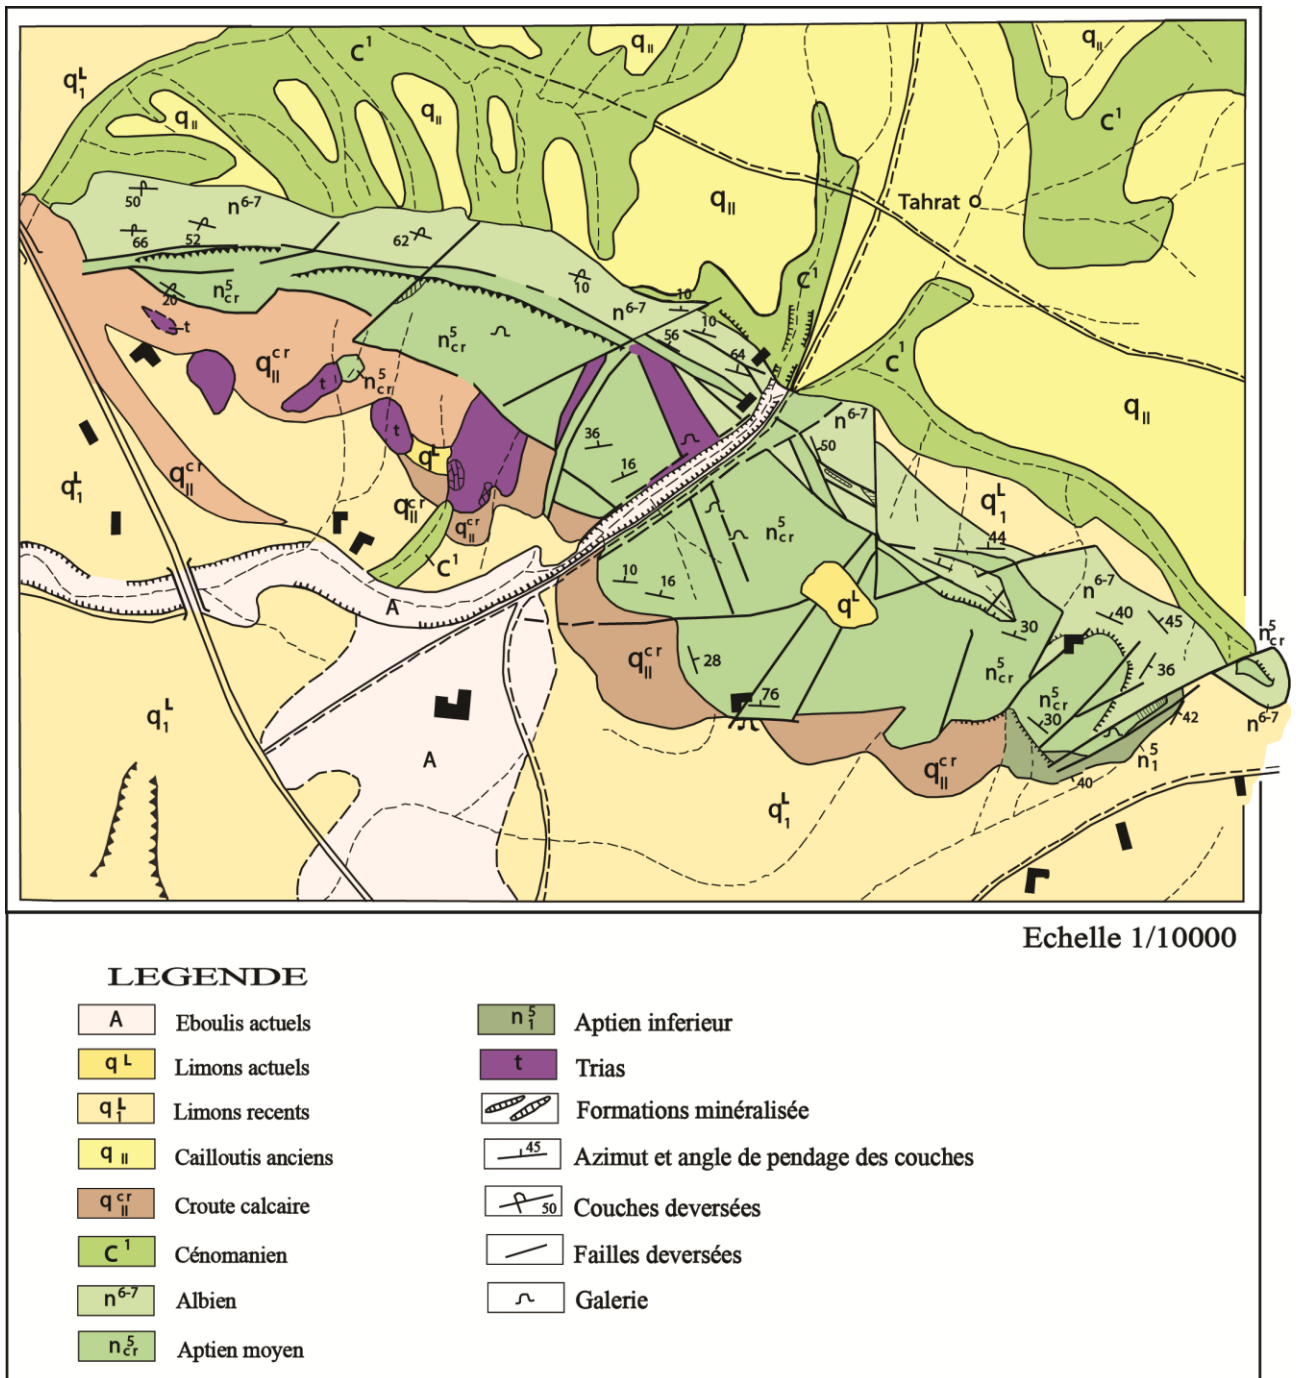 C¹
qII
qII
q₁ᴸ
C¹
qII
qII
50
n⁶⁻⁷
qII
Tahrat
66
52
62
n⁵cr
20
10
10
n⁶⁻⁷
10
C¹
56
64
t
n⁵cr
C¹
qIIᶜʳ
t
n⁵cr
qII
t
36
n⁶⁻⁷
50
qᴸ
16
q₁ᴸ
qIIᶜʳ
qIIᶜʳ
qIIᶜʳ
n⁵cr
q₁ᴸ
44
C¹
10
16
A
qᴸ
n⁶⁻⁷
40
45
30
n⁵cr
qIIᶜʳ
28
n⁵cr
36
76
n⁵cr
30
42
n⁶⁻⁷
q₁ᴸ
n⁵₁
A
qIIᶜʳ
40
q₁ᴸ
Echelle 1/10000
LEGENDE
A Eboulis actuels
qᴸ Limons actuels
q₁ᴸ Limons recents
qII Cailloutis anciens
qIIᶜʳ Croute calcaire
C¹ Cénomanien
n⁶⁻⁷ Albien
n⁵cr Aptien moyen
n⁵₁ Aptien inferieur
t Trias
Formations minéralisée
45 Azimut et angle de pendage des couches
50 Couches deversées
Failles deversées
Galerie